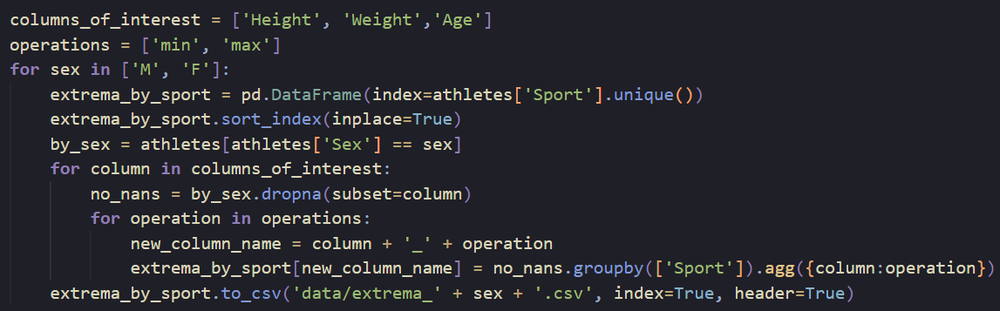 columns_of_interest = ['Height', 'Weight','Age']
operations = ['min', 'max']
for sex in ['M', 'F']:
    extrema_by_sport = pd.DataFrame(index=athletes['Sport'].unique())
    extrema_by_sport.sort_index(inplace=True)
    by_sex = athletes[athletes['Sex'] == sex]
    for column in columns_of_interest:
        no_nans = by_sex.dropna(subset=column)
        for operation in operations:
            new_column_name = column + '_' + operation
            extrema_by_sport[new_column_name] = no_nans.groupby(['Sport']).agg({column:operation})
    extrema_by_sport.to_csv('data/extrema_' + sex + '.csv', index=True, header=True)